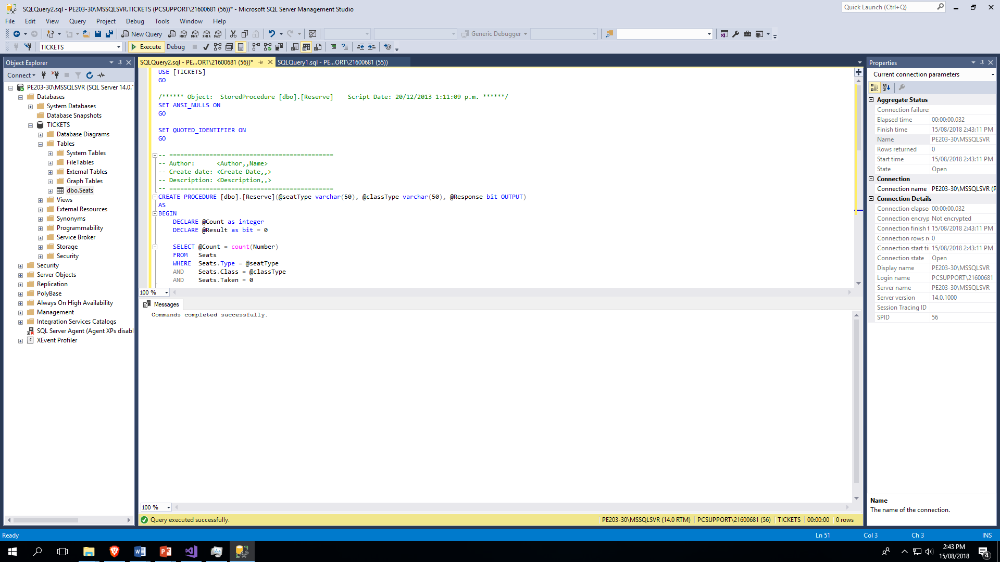 SQLQuery2.sql - PE203-30\MSSQLSVR.TICKETS (PCSUPPORT\21600681 (56))* - Microsoft SQL Server Management Studio
Quick Launch (Ctrl+Q)
File Edit View Query Project Debug Tools Window Help
New Query
Generic Debugger
TICKETS
Execute Debug
Object Explorer
Connect
PE203-30\MSSQLSVR (SQL Server 14.0.
Databases
System Databases
Database Snapshots
TICKETS
Database Diagrams
Tables
System Tables
FileTables
External Tables
Graph Tables
dbo.Seats
Views
External Resources
Synonyms
Programmability
Service Broker
Storage
Security
Security
Server Objects
Replication
PolyBase
Always On High Availability
Management
Integration Services Catalogs
SQL Server Agent (Agent XPs disabl
XEvent Profiler
SQLQuery2.sql - PE...ORT\21600681 (56))* SQLQuery1.sql - PE...ORT\21600681 (55))
USE [TICKETS]
GO
/****** Object:  StoredProcedure [dbo].[Reserve]    Script Date: 20/12/2013 1:11:09 p.m. ******/
SET ANSI_NULLS ON
GO
SET QUOTED_IDENTIFIER ON
GO
-- =============================================
-- Author:      <Author,,Name>
-- Create date: <Create Date,,>
-- Description: <Description,,>
-- =============================================
CREATE PROCEDURE [dbo].[Reserve](@seatType varchar(50), @classType varchar(50), @Response bit OUTPUT)
AS
BEGIN
DECLARE @Count as integer
DECLARE @Result as bit = 0
SELECT @Count = count(Number)
FROM   Seats
WHERE  Seats.Type = @seatType
AND    Seats.Class = @classType
AND    Seats.Taken = 0
100 %
Messages
Commands completed successfully.
100 %
Query executed successfully.
PE203-30\MSSQLSVR (14.0 RTM) PCSUPPORT\21600681 (56) TICKETS 00:00:00 0 rows
Properties
Current connection parameters
Aggregate Status
Connection failures
Elapsed time 00:00:00.032
Finish time 15/08/2018 2:43:11 PM
Name PE203-30\MSSQLSVR
Rows returned 0
Start time 15/08/2018 2:43:11 PM
State Open
Connection
Connection name PE203-30\MSSQLSVR (P
Connection Details
Connection elapse 00:00:00.032
Connection encryp Not encrypted
Connection finish t 15/08/2018 2:43:11 PM
Connection rows re 0
Connection start ti 15/08/2018 2:43:11 PM
Connection state Open
Display name PE203-30\MSSQLSVR
Login name PCSUPPORT\21600681
Server name PE203-30\MSSQLSVR
Server version 14.0.1000
Session Tracing ID
SPID 56
Name
The name of the connection.
Ready Ln 51 Col 3 Ch 3 INS
2:43 PM
15/08/2018
4